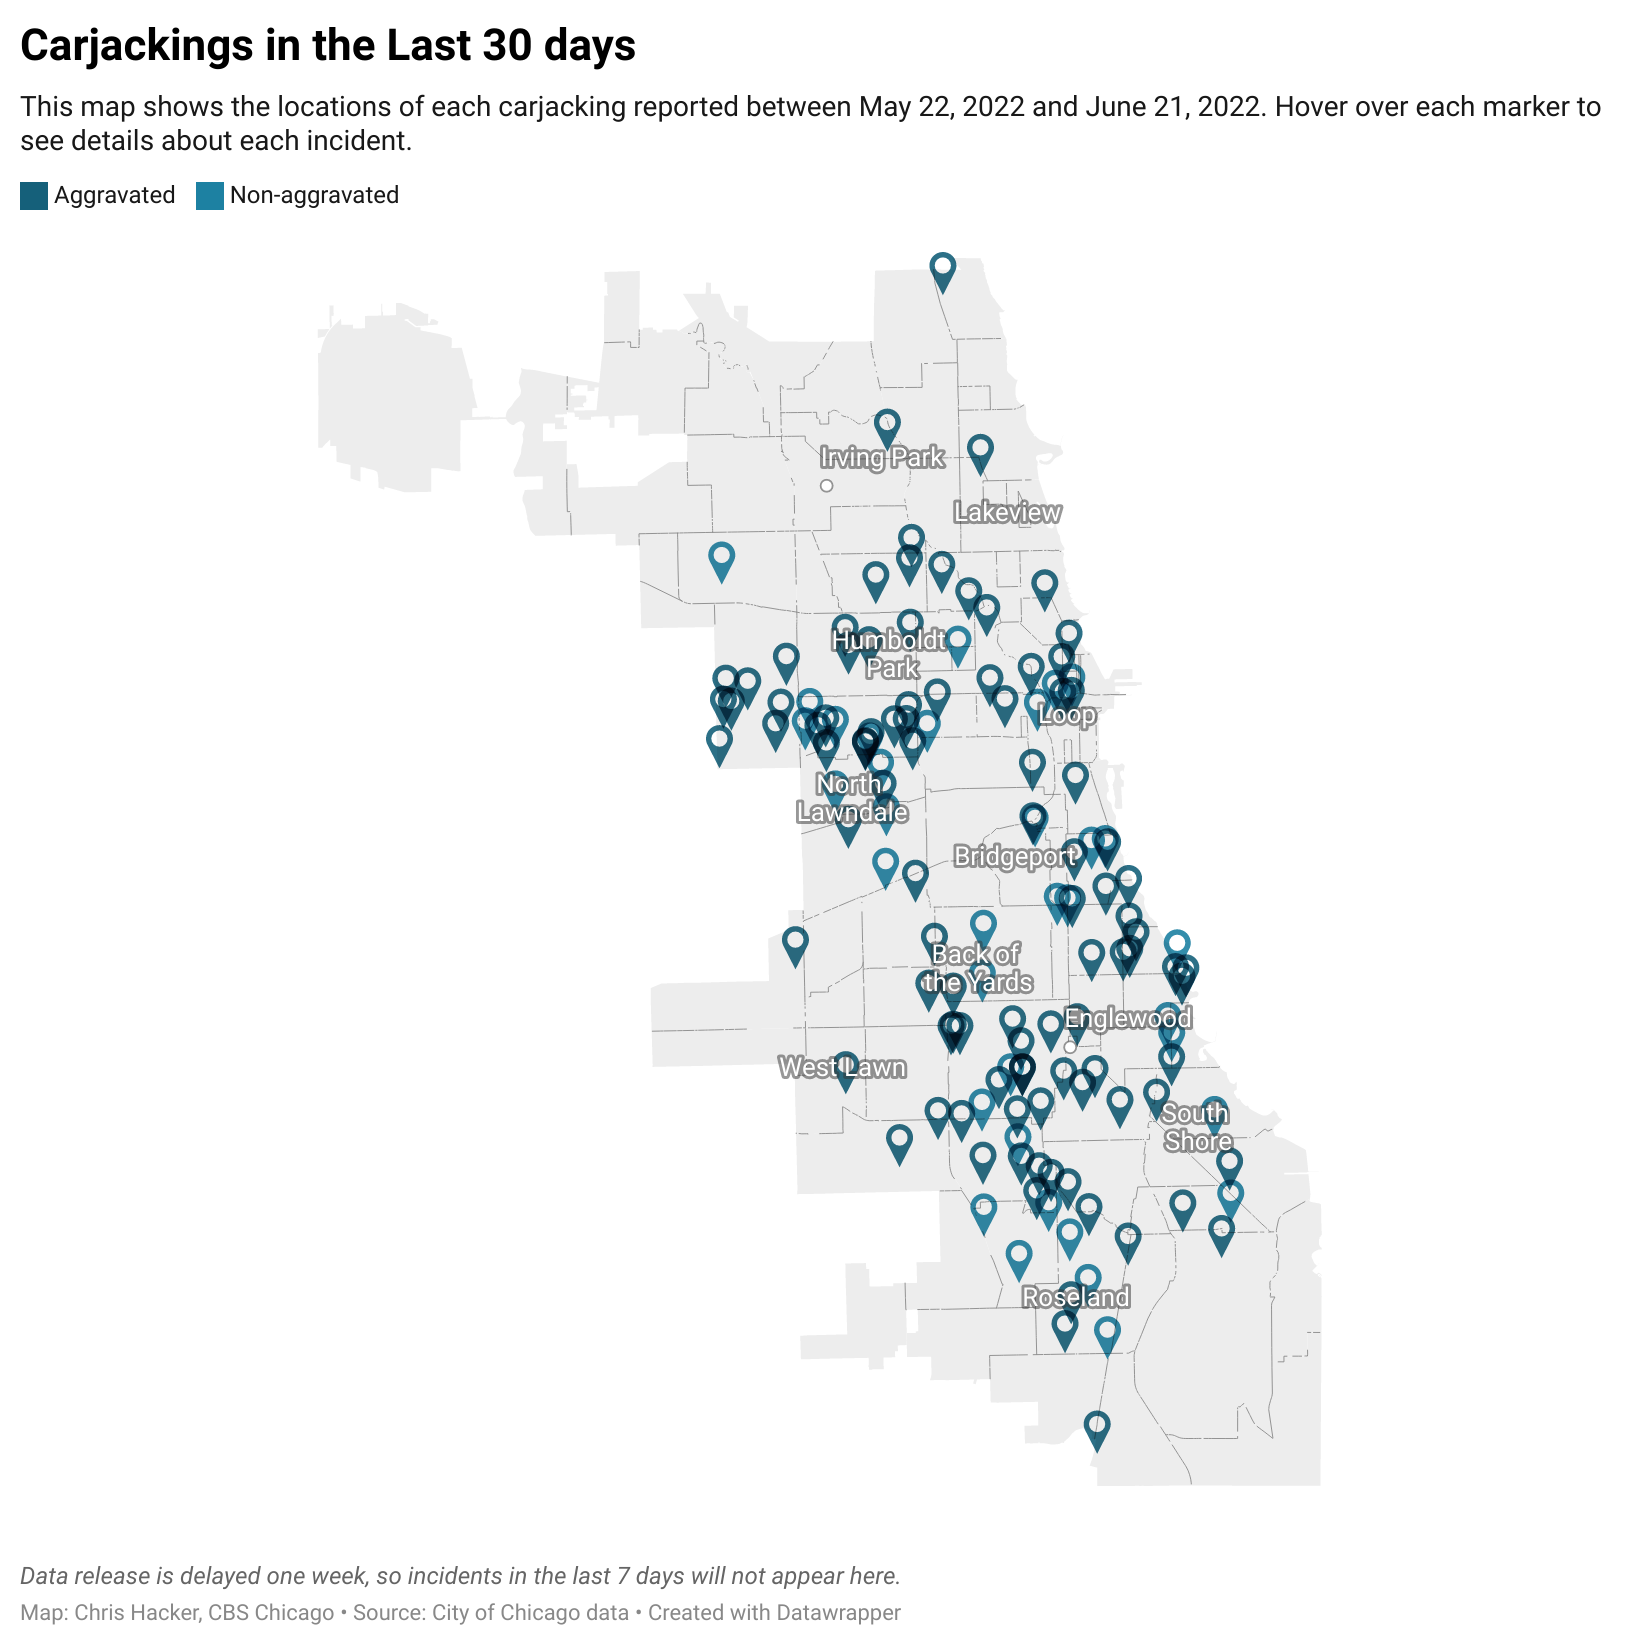 Carjackings in the Last 30 days
This map shows the locations of each carjacking reported between May 22, 2022 and June 21, 2022. Hover over each marker to
see details about each incident.
Aggravated Non-aggravated
Irving Park
Lakeview
Humboldt
Park
Loop
North
Lawndale
Bridgeport
Back of
the Yards
Englewood
West Lawn
South
Shore
Roseland
Data release is delayed one week, so incidents in the last 7 days will not appear here.
Map: Chris Hacker, CBS Chicago • Source: City of Chicago data • Created with Datawrapper